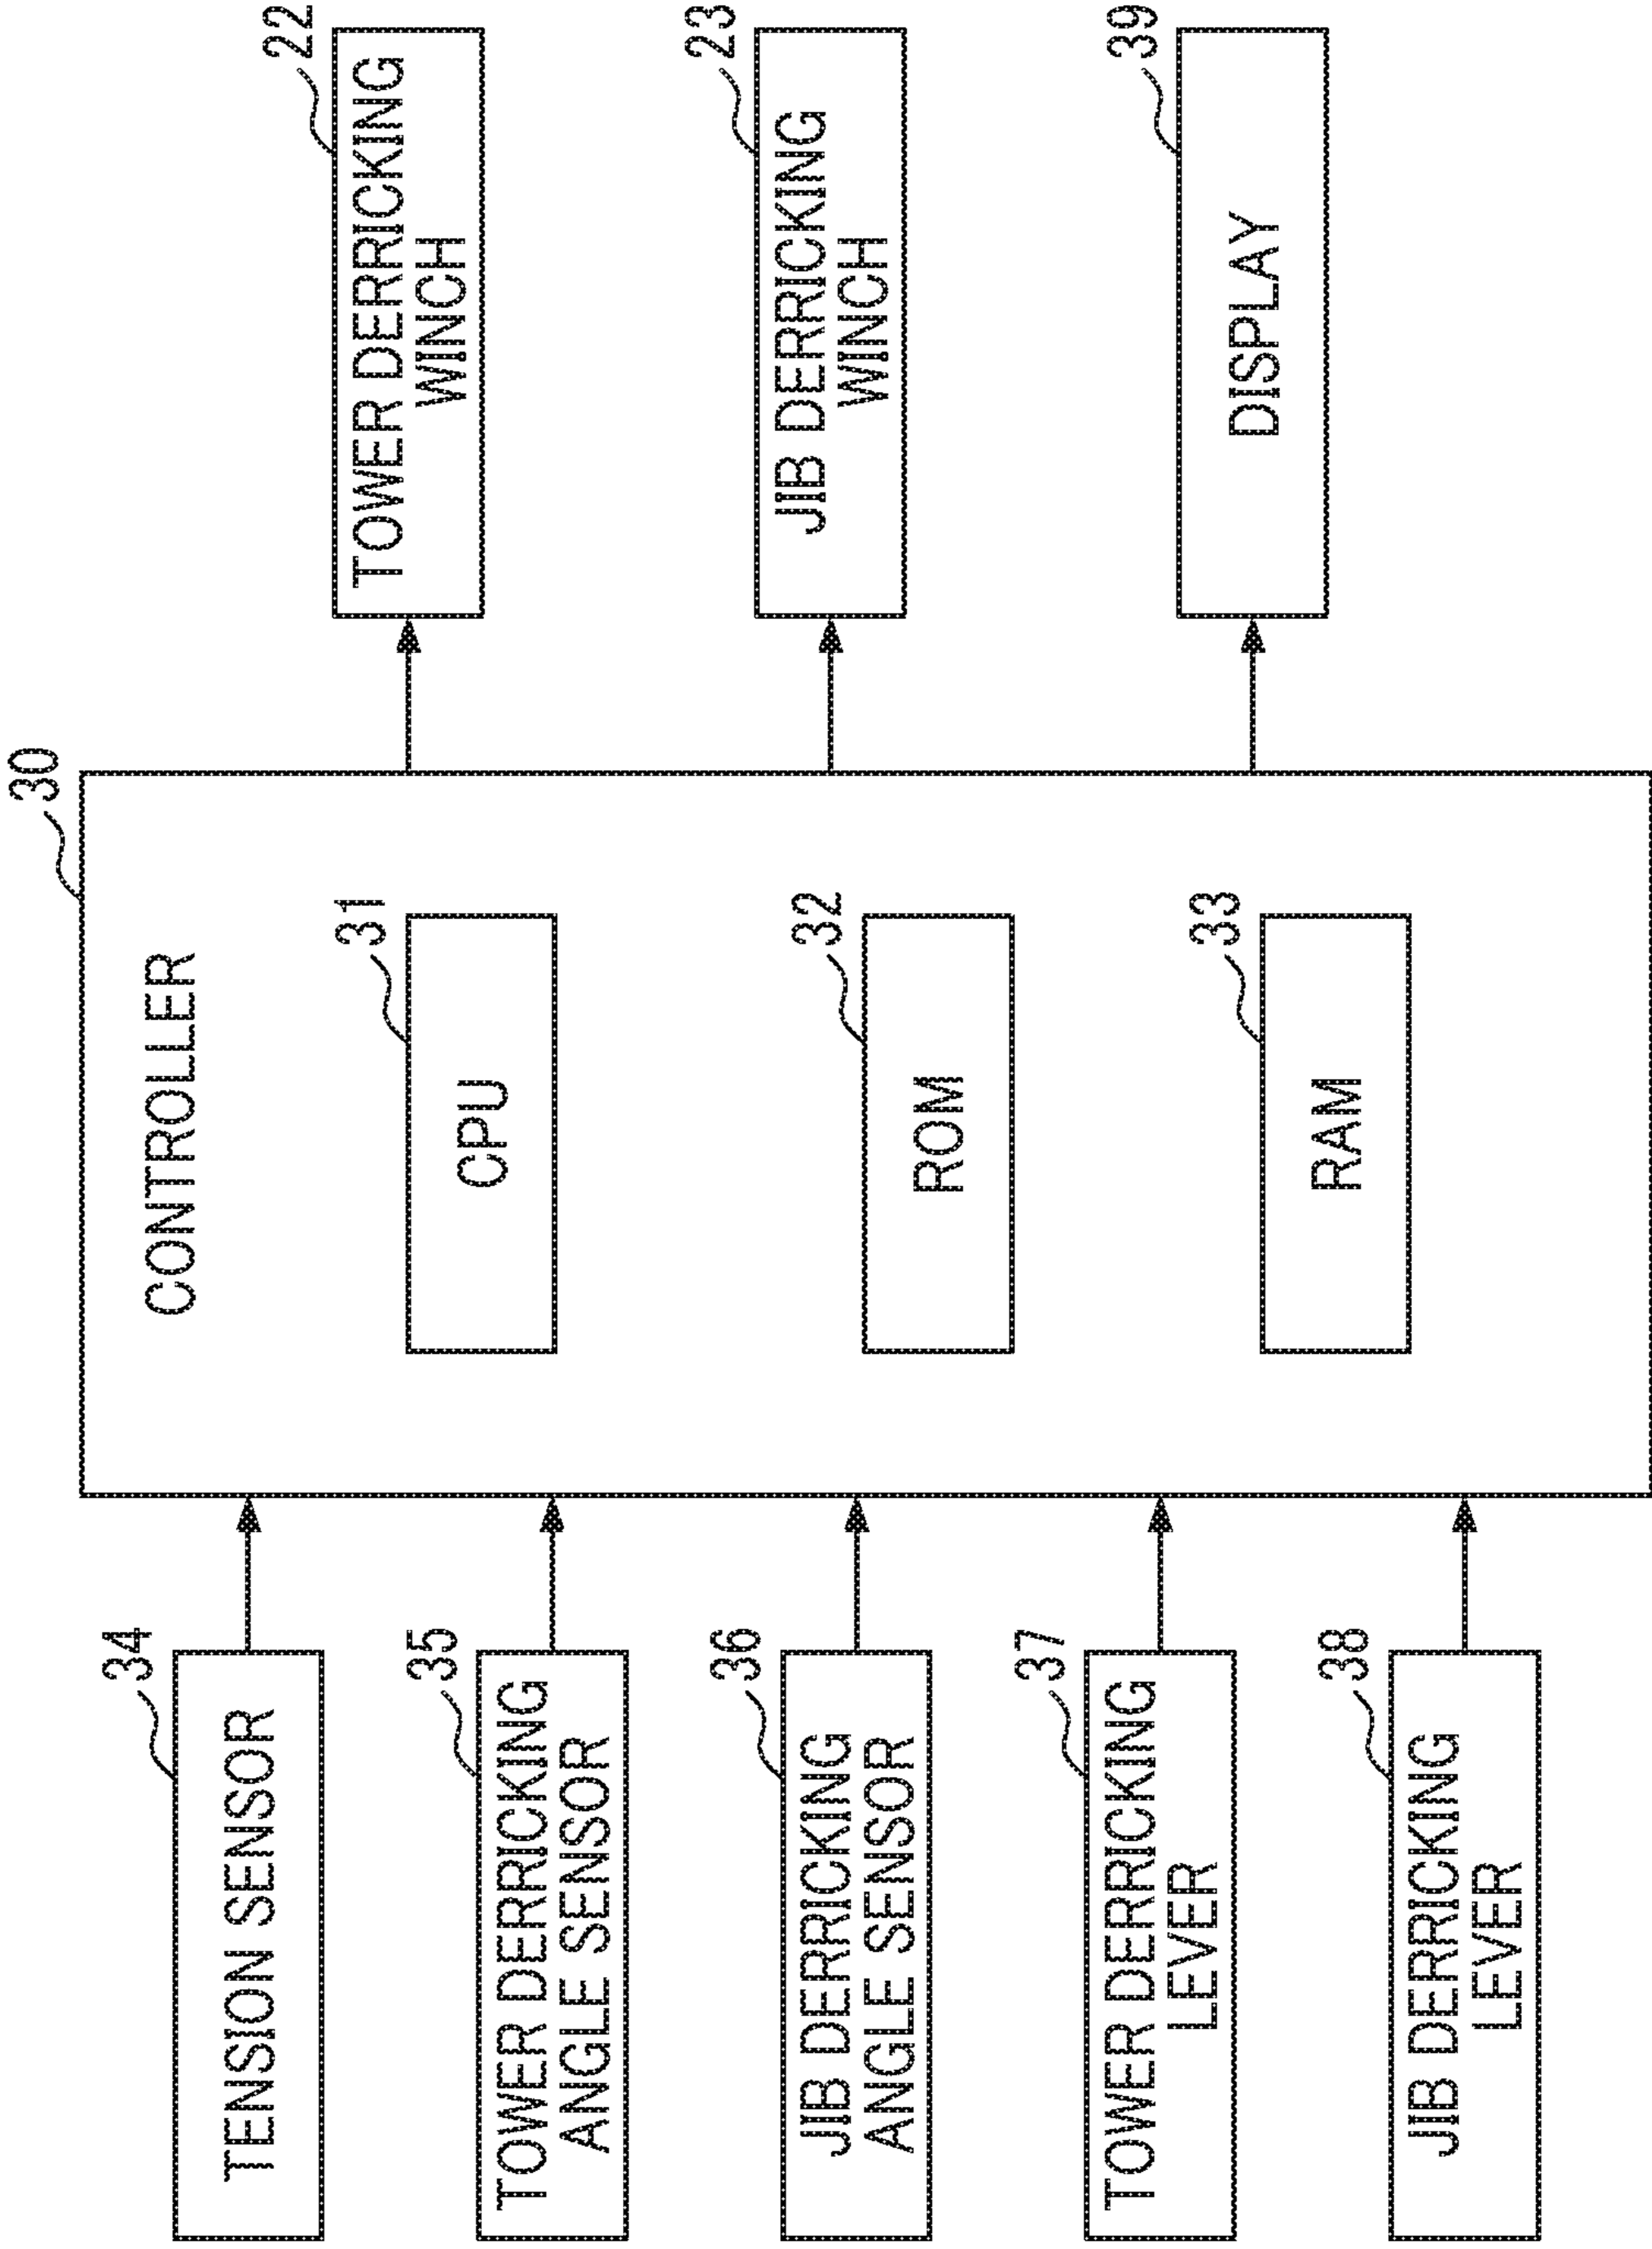 30
CONTROLLER
34
TENSION SENSOR
35
TOWER DERRICKING
ANGLE SENSOR
36
JIB DERRICKING
ANGLE SENSOR
37
TOWER DERRICKING
LEVER
38
JIB DERRICKING
LEVER
31
CPU
32
ROM
33
RAM
22
TOWER DERRICKING
WINCH
23
JIB DERRICKING
WINCH
39
DISPLAY